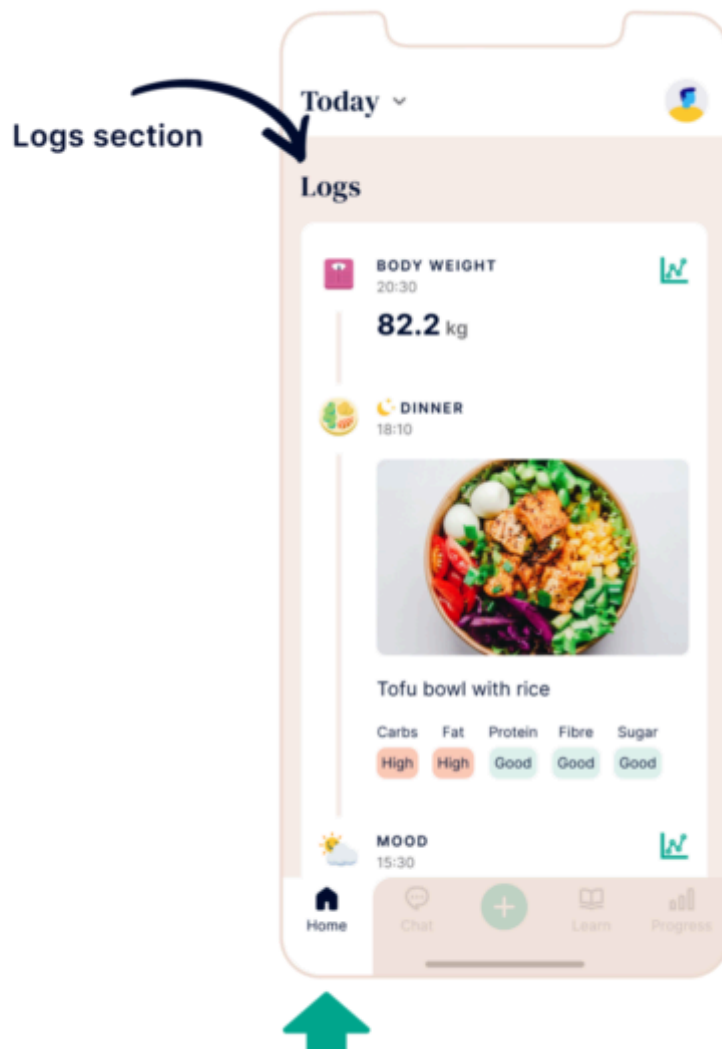 Today
Logs section
Logs
BODY WEIGHT
20:30
82.2 kg
DINNER
18:10
Tofu bowl with rice
Carbs Fat Protein Fibre Sugar
High High Good Good Good
MOOD
15:30
Home Chat Learn Progress